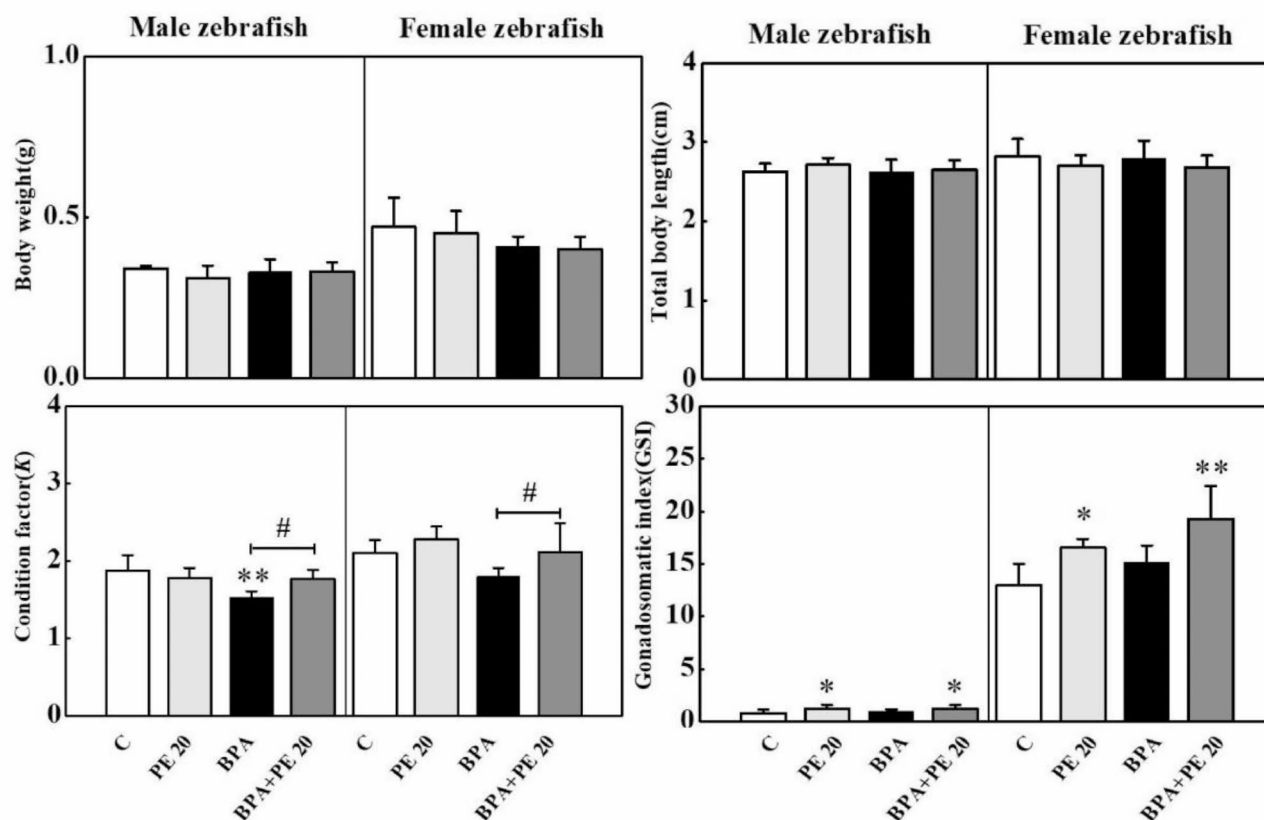 Male zebrafish
Female zebrafish
Body weight(g)
1.0
0.5
0.0
Male zebrafish
Female zebrafish
Total body length(cm)
4
3
2
1
0
Condition factor(K)
4
3
2
1
0
**
#
#
C
PE 20
BPA
BPA+PE 20
C
PE 20
BPA
BPA+PE 20
Gonadosomatic index(GSI)
30
25
20
15
10
5
0
*
*
*
**
C
PE 20
BPA
BPA+PE 20
C
PE 20
BPA
BPA+PE 20